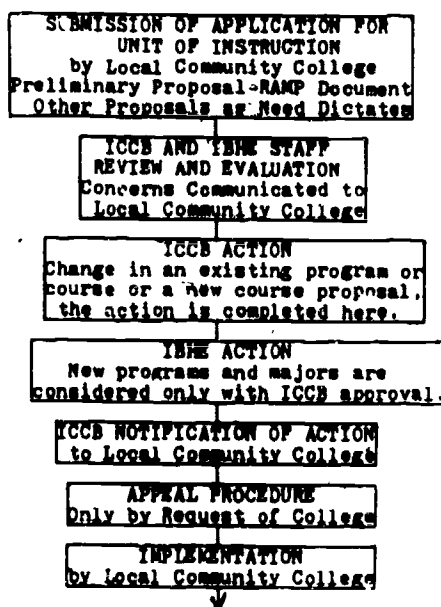 SUBMISSION OF APPLICATION FOR
UNIT OF INSTRUCTION
by Local Community College
Preliminary Proposal-RAMP Document
Other Proposals as Need Dictates
ICCB AND IBHE STAFF
REVIEW AND EVALUATION
Concerns Communicated to
Local Community College
ICCB ACTION
Change in an existing program or
course or a new course proposal,
the action is completed here.
IBHE ACTION
New programs and majors are
considered only with ICCB approval.
ICCB NOTIFICATION OF ACTION
to Local Community College
APPEAL PROCEDURE
Only by Request of College
IMPLEMENTATION
by Local Community College